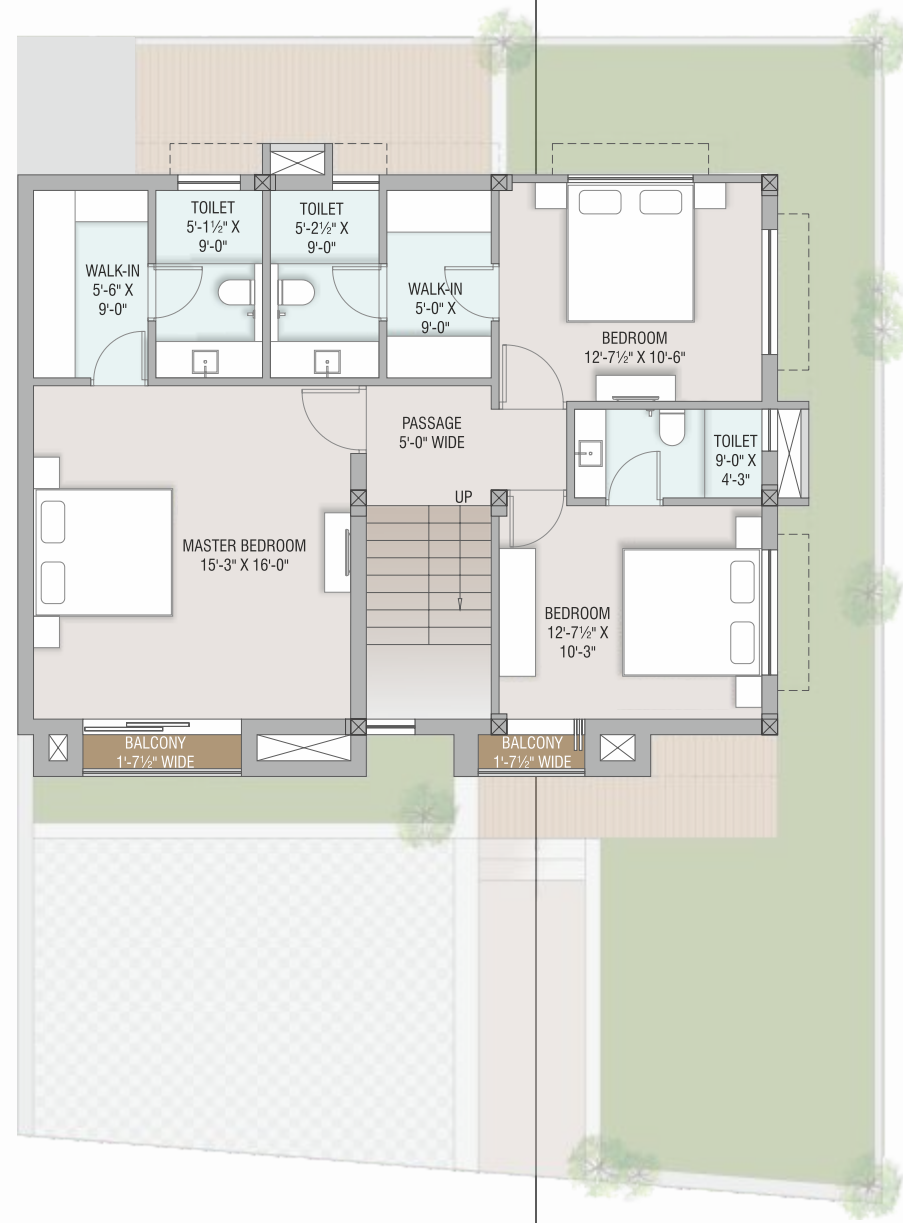 TOILET
5'-1½" X
9'-0"
TOILET
5'-2½" X
9'-0"
WALK-IN
5'-6" X
9'-0"
WALK-IN
5'-0" X
9'-0"
BEDROOM
12'-7½" X 10'-6"
PASSAGE
5'-0" WIDE
TOILET
9'-0" X
4'-3"
UP
MASTER BEDROOM
15'-3" X 16'-0"
BEDROOM
12'-7½" X
10'-3"
BALCONY
1'-7½" WIDE
BALCONY
1'-7½" WIDE